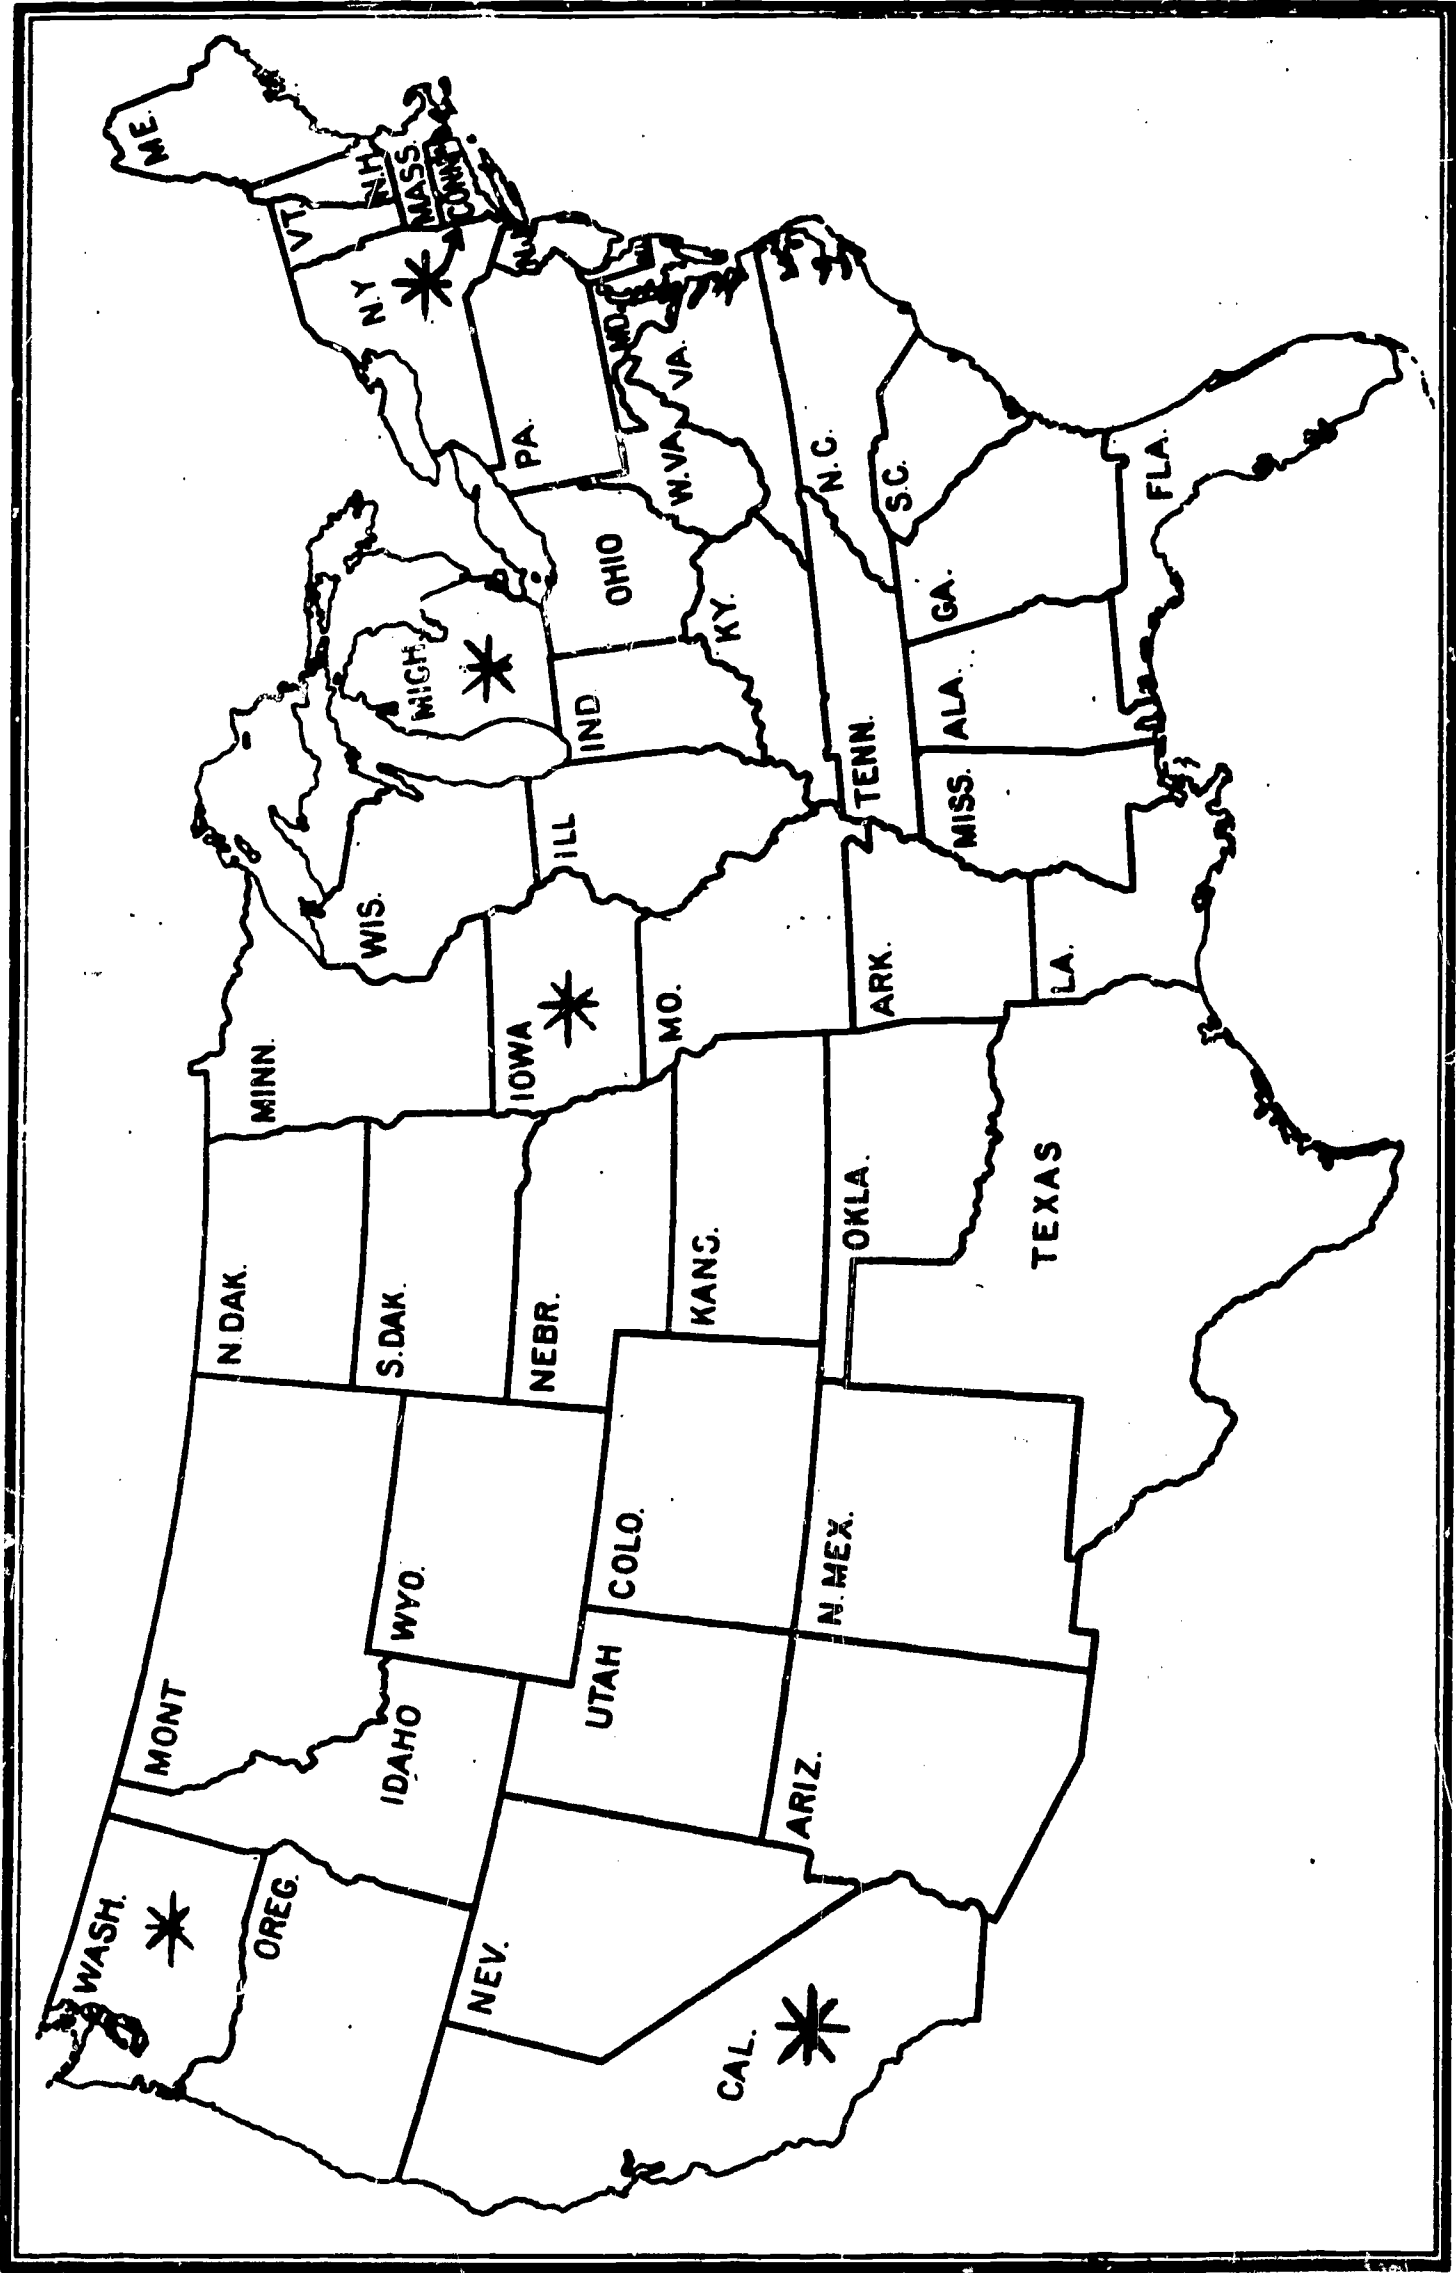 WASH.
OREG.
CAL.
NEV.
IDAHO
MONT
WYO.
UTAH
ARIZ.
COLO.
N.MEX.
N.DAK.
S.DAK.
NEBR.
KANS.
OKLA.
TEXAS
MINN.
IOWA
MO.
ARK.
LA.
WIS.
ILL
MICH.
IND
OHIO
KY.
TENN.
MISS.
ALA.
GA.
FLA.
S.C.
N.C.
VA.
W.VA.
MD.
PA.
N.J.
N.Y
CONN.
MASS.
VT.
N.H.
ME.